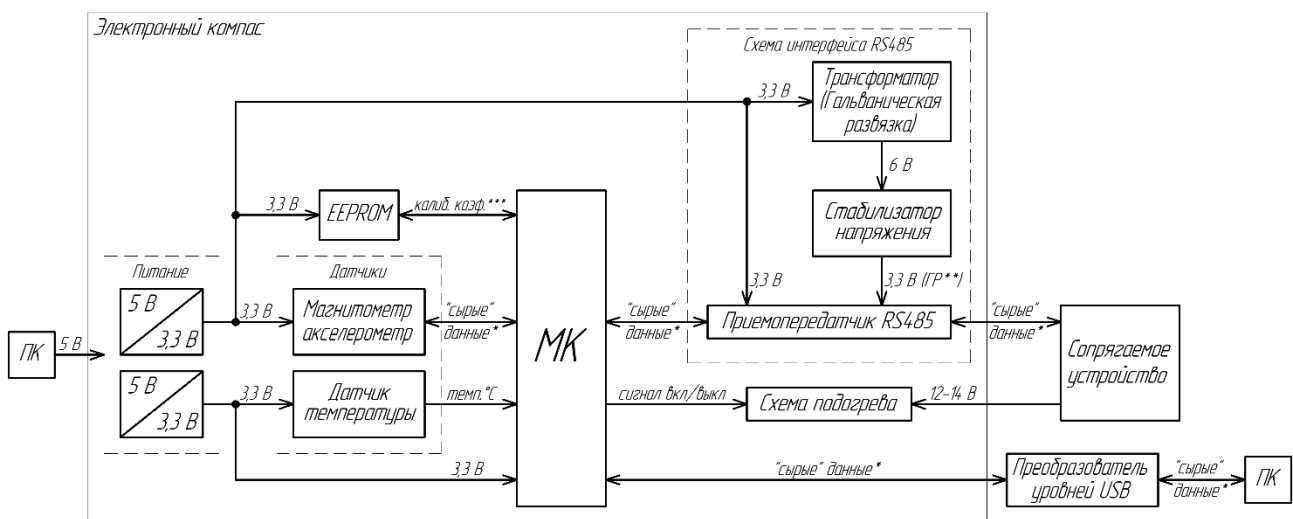 Электронный компас
Схема интерфейса RS485
Трансформатор
(Гальваническая
развязка)
3,3 В
6 В
3,3 В
EEPROM
калиб. коэф.***
Стабилизатор
напряжения
Питание
Датчики
3,3 В
3,3 В (ГР**)
5 В
3,3 В
3,3 В
Магнитометр
акселерометр
"сырые"
данные*
МК
"сырые"
данные*
Приемопередатчик RS485
"сырые"
данные*
Сопрягаемое
устройство
ПК
5 В
5 В
3,3 В
3,3 В
Датчик
температуры
темп.°С
сигнал вкл/выкл
Схема подогрева
12-14 В
3,3 В
"сырые" данные*
Преобразователь
уровней USB
"сырые"
данные*
ПК